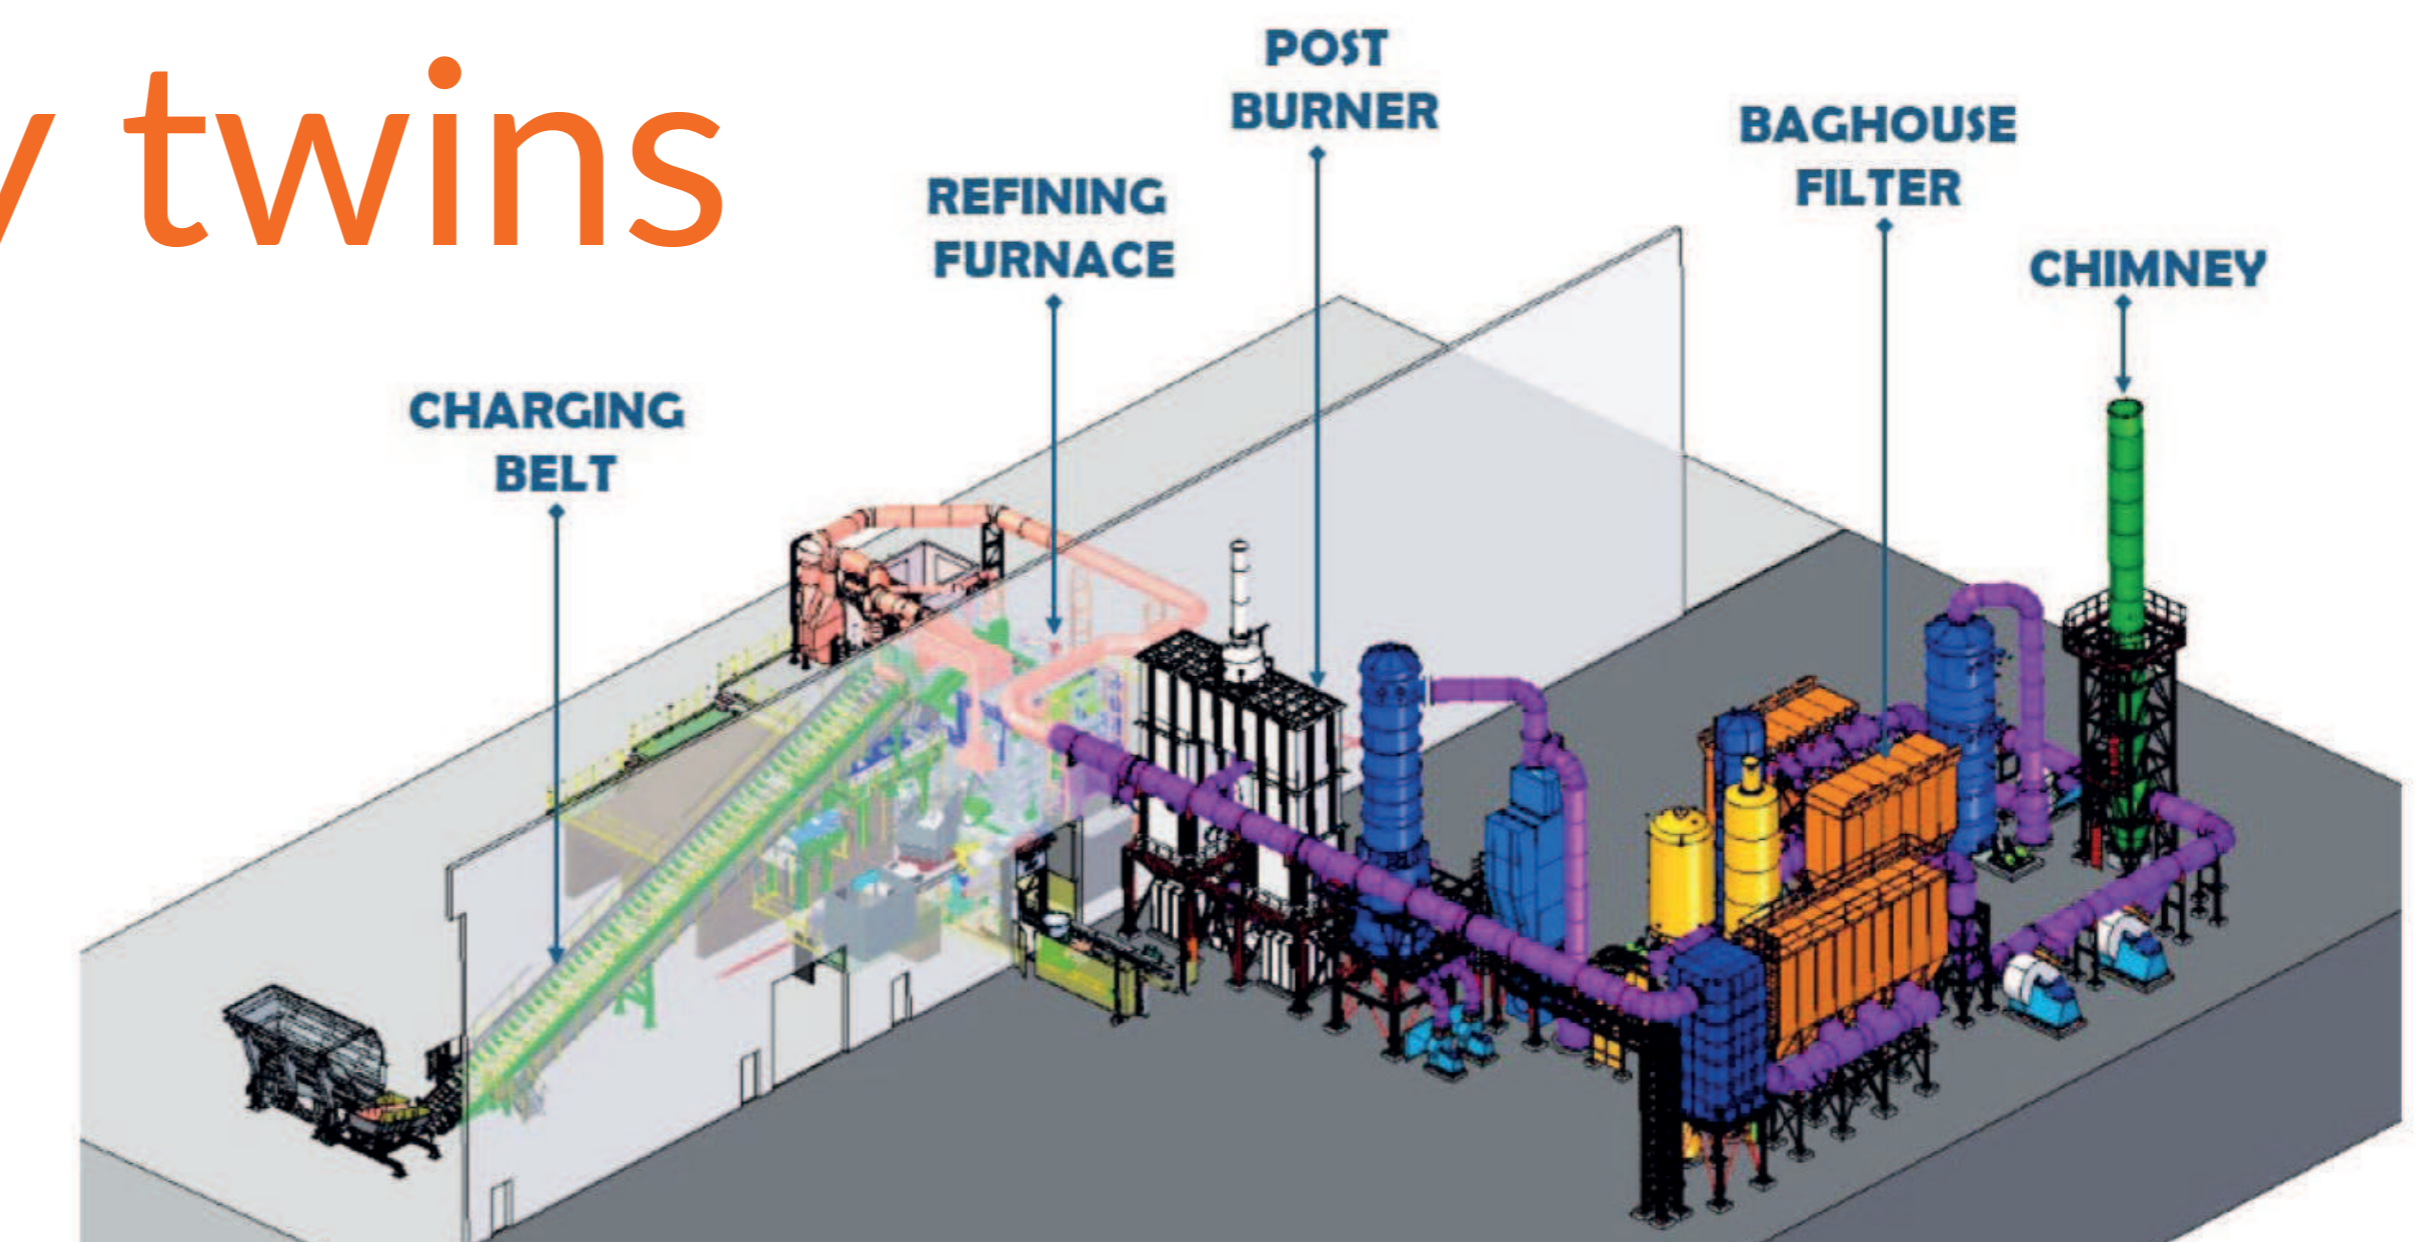 y twins
POST
BURNER
BAGHOUSE
FILTER
REFINING
FURNACE
CHIMNEY
CHARGING
BELT